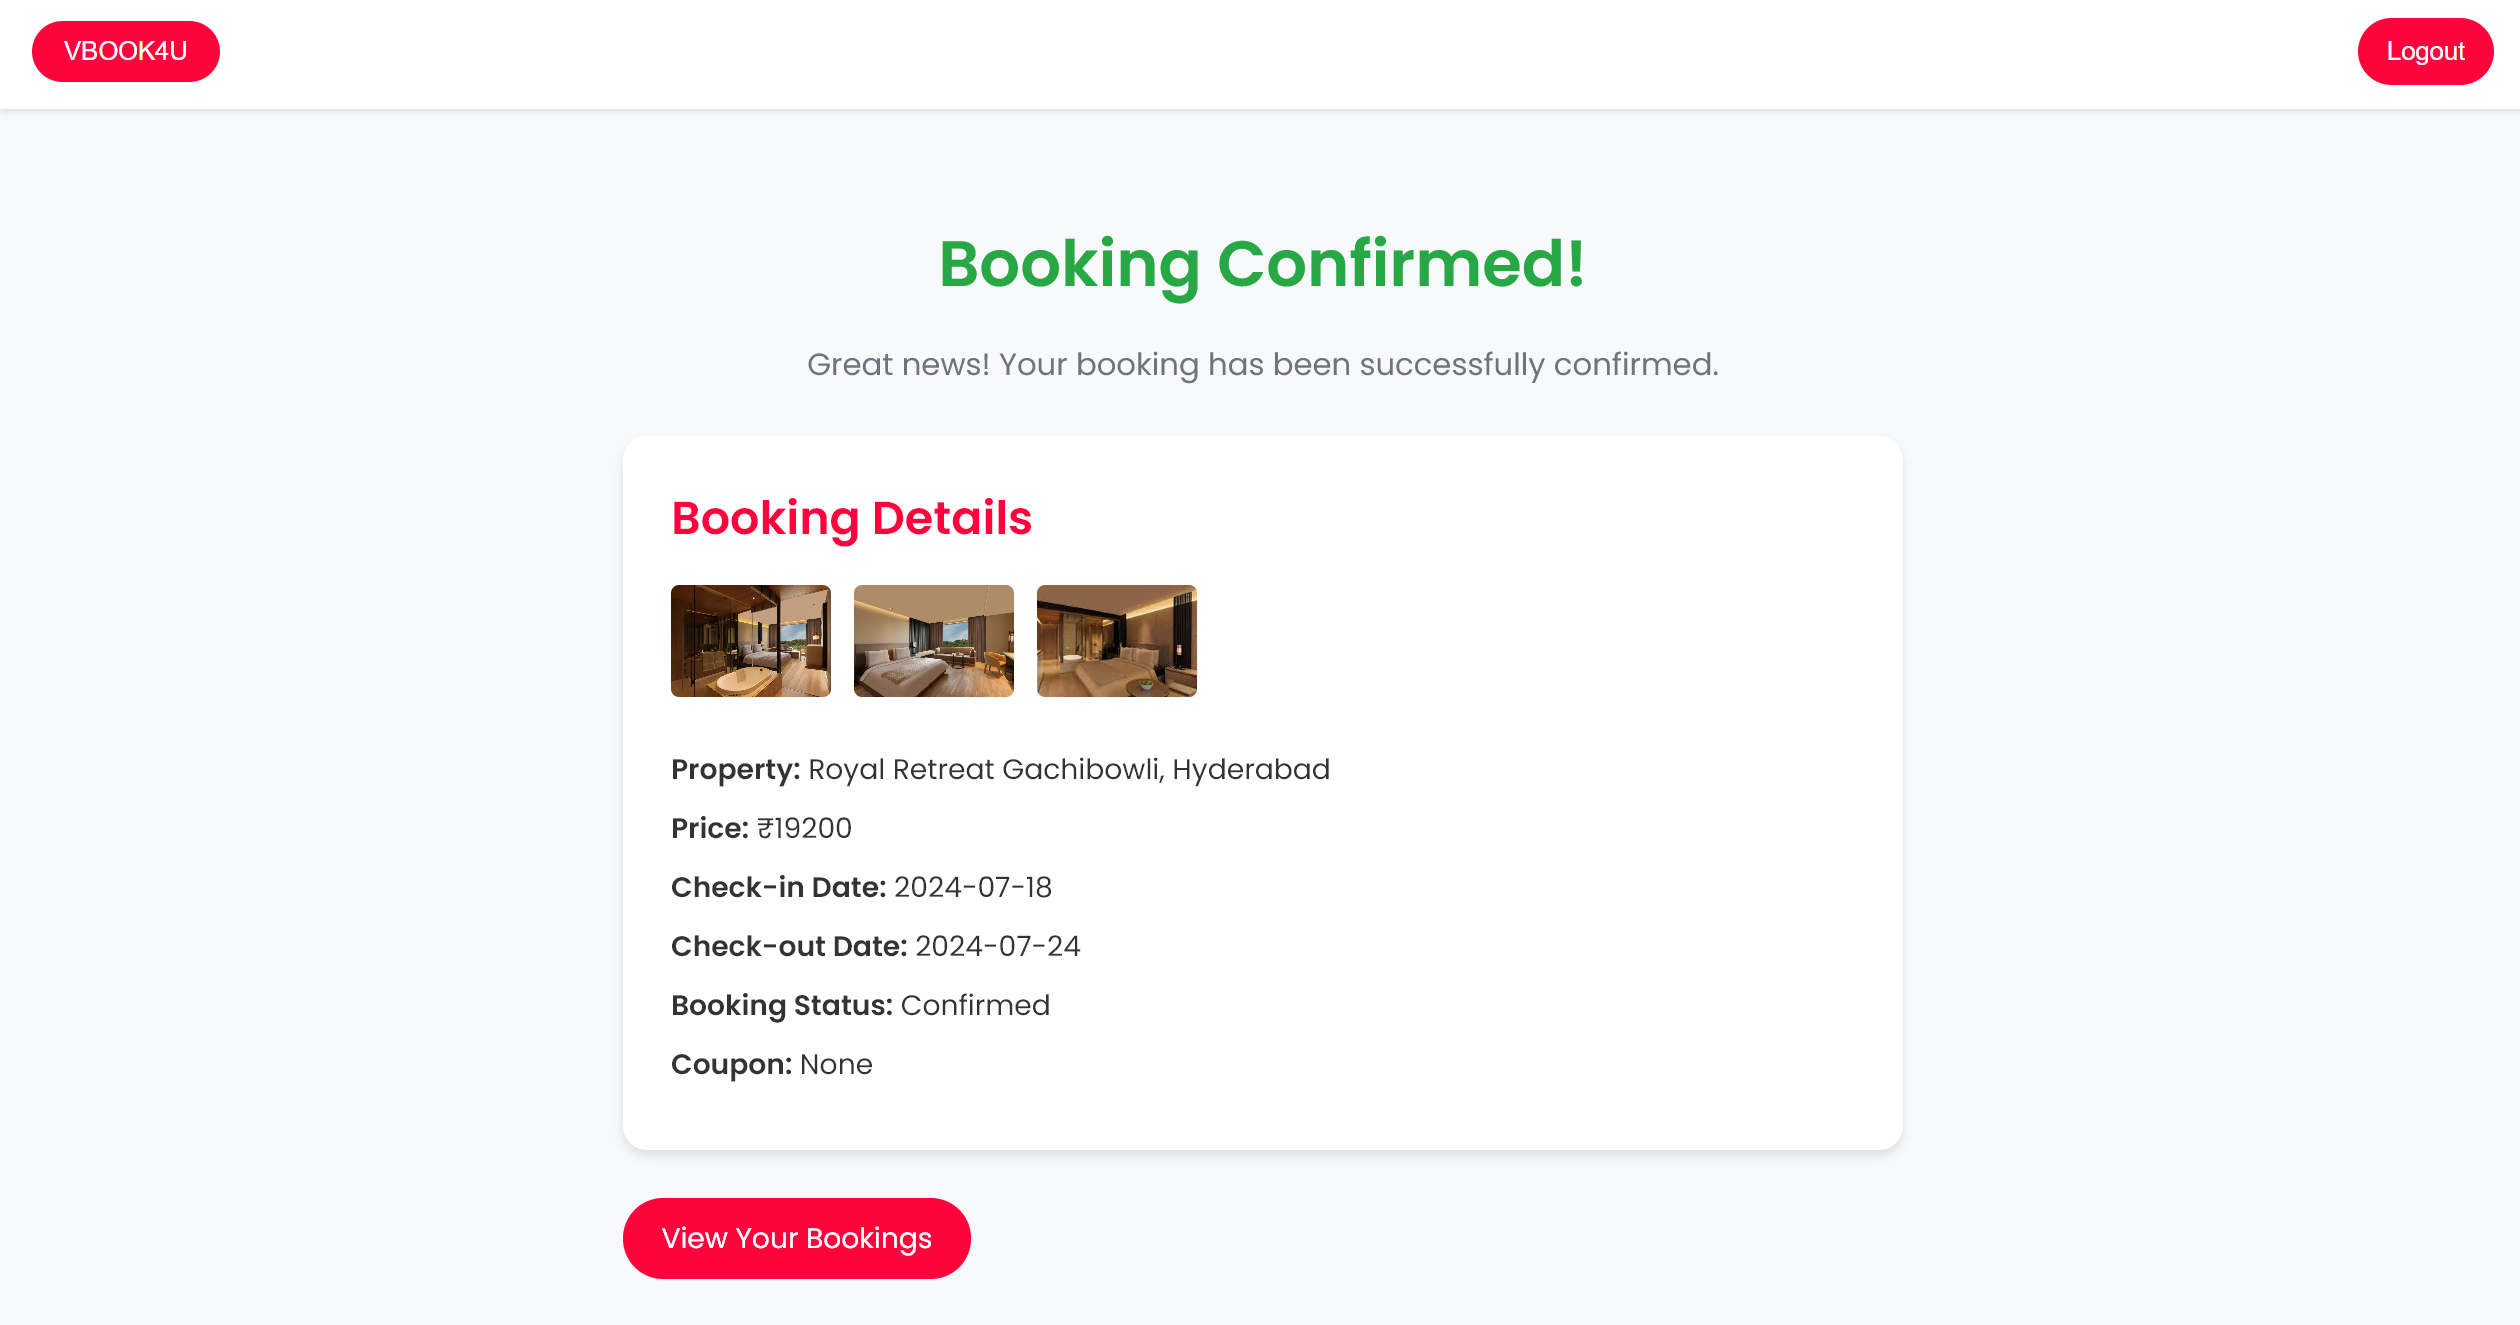 VBOOK4U
Logout
Booking Confirmed!
Great news! Your booking has been successfully confirmed.
Booking Details
Property: Royal Retreat Gachibowli, Hyderabad
Price: ₹19200
Check-in Date: 2024-07-18
Check-out Date: 2024-07-24
Booking Status: Confirmed
Coupon: None
View Your Bookings